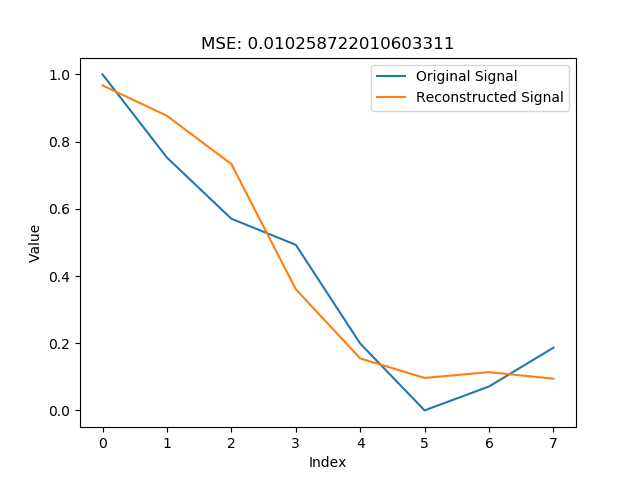 MSE: 0.010258722010603311
Original Signal
Reconstructed Signal
1.0
0.8
0.6
0.4
0.2
0.0
Value
0 1 2 3 4 5 6 7
Index